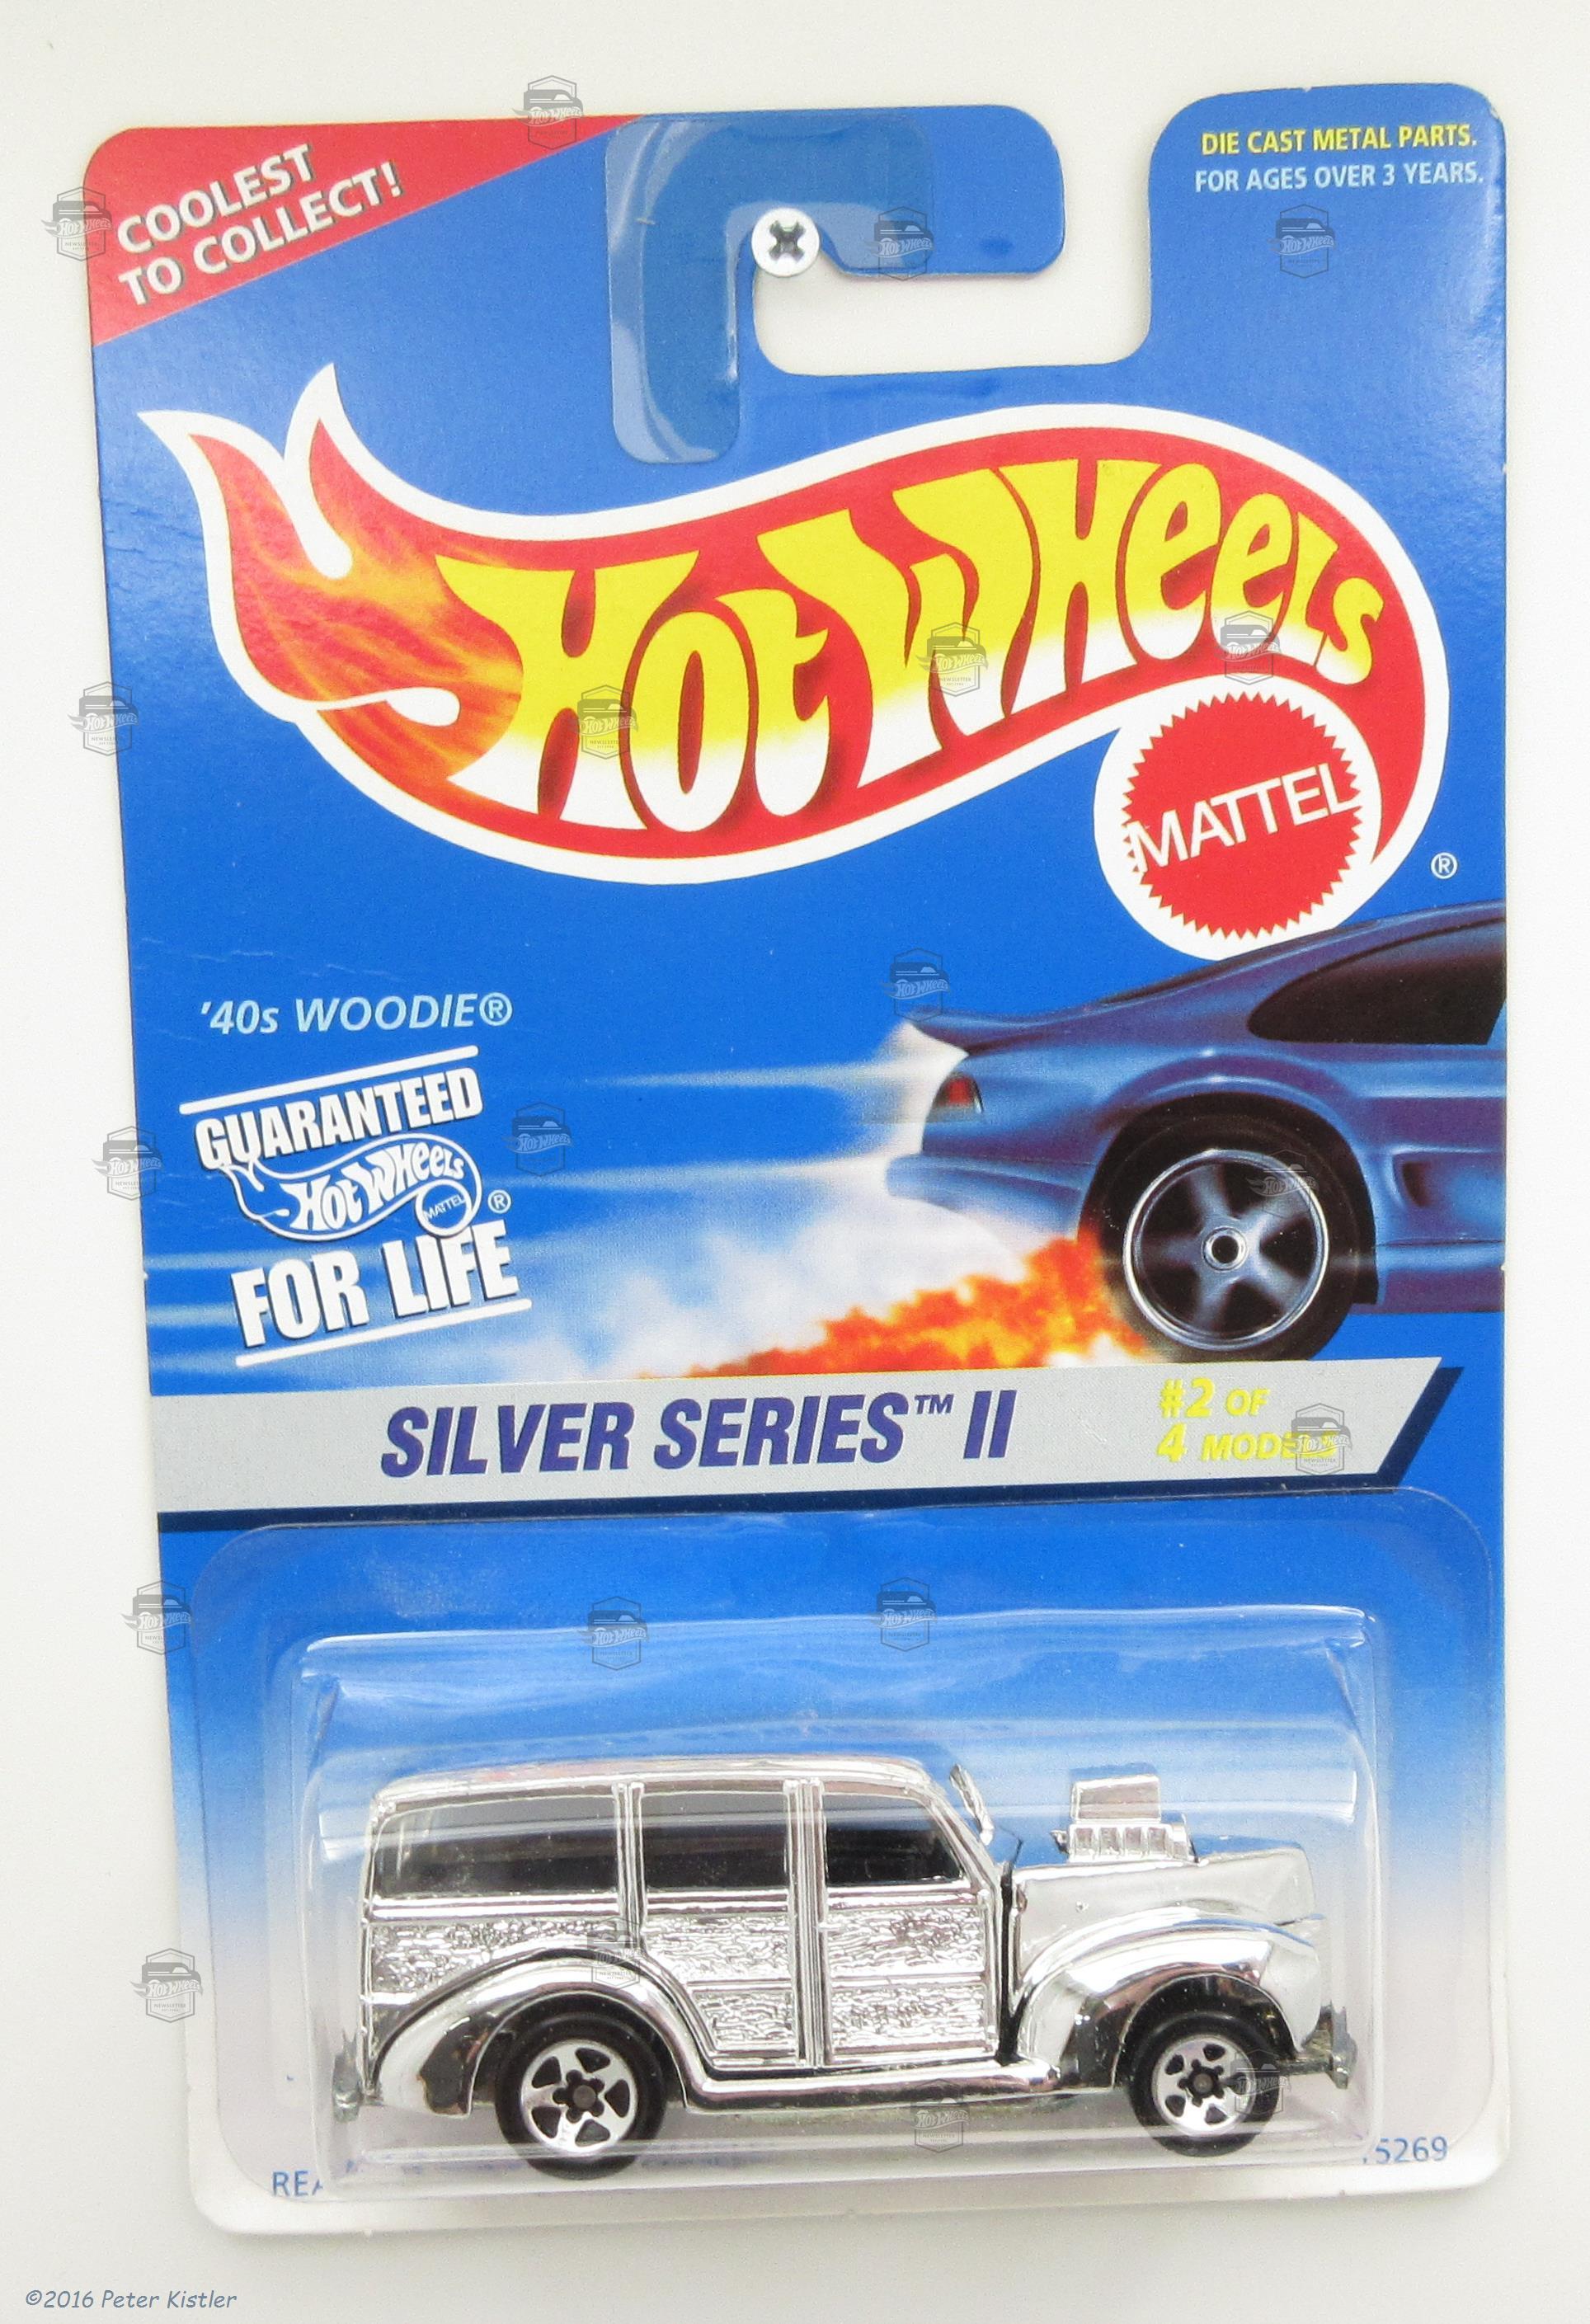 COOLEST
TO COLLECT!
DIE CAST METAL PARTS.
FOR AGES OVER 3 YEARS.
HOT WHEELS
MATTEL
®
'40s WOODIE®
GUARANTEED
HOT WHEELS
MATTEL ®
FOR LIFE
SILVER SERIES™ II
#2 OF
4 MODELS
5269
©2016 Peter Kistler